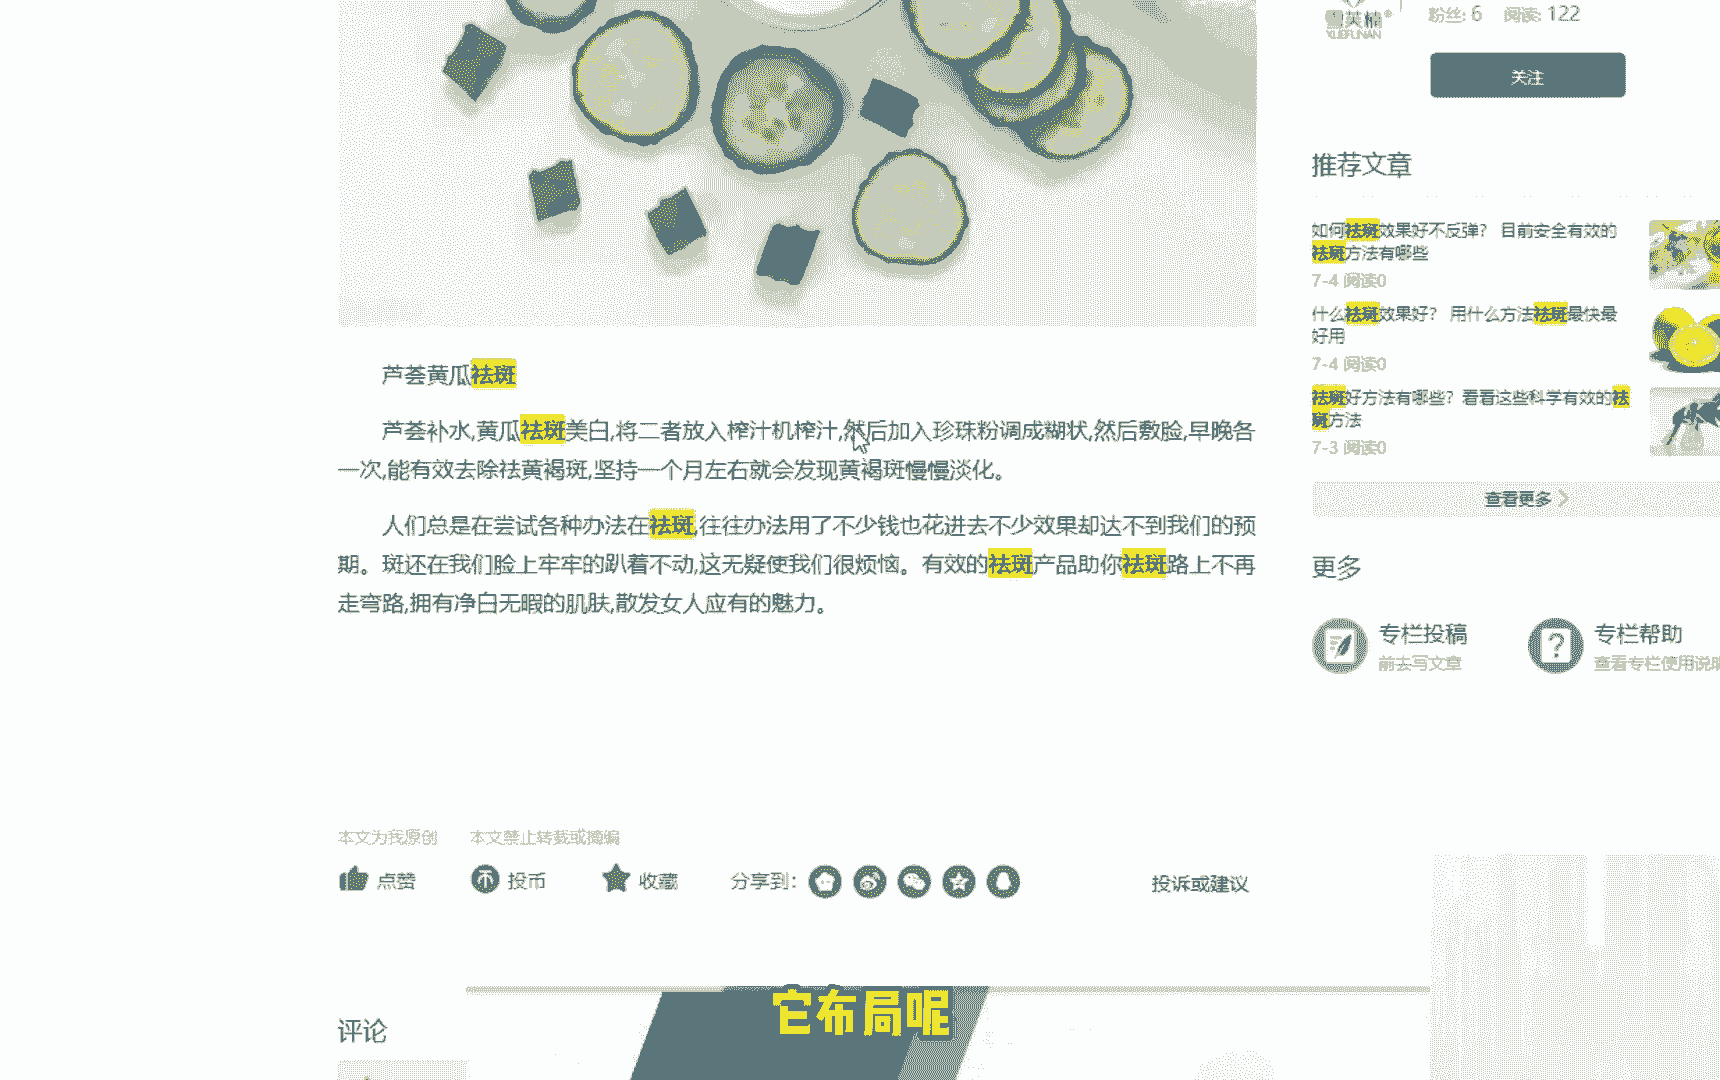 芦荟黄瓜祛斑
芦荟补水,黄瓜祛斑美白,将二者放入榨汁机榨汁,然后加入珍珠粉调成糊状,然后敷脸,早晚各
一次,能有效去除祛黄褐斑,坚持一个月左右就会发现黄褐斑慢慢淡化。
人们总是在尝试各种办法在祛斑,往往办法用了不少钱也花进去不少效果却达不到我们的预
期。斑还在我们脸上牢牢的趴着不动,这无疑使我们很烦恼。有效的祛斑产品助你祛斑路上不再
走弯路,拥有净白无暇的肌肤,散发女人应有的魅力。
本文为我原创 本文禁止转载或摘编
点赞 投币 收藏 分享到: 投诉或建议
评论
它布局呢
粉丝: 6 阅读: 122
关注
推荐文章
如何祛斑效果好不反弹? 目前安全有效的
祛斑方法有哪些
7-4 阅读0
什么祛斑效果好? 用什么方法祛斑最快最
好用
7-4 阅读0
祛斑好方法有哪些? 看看这些科学有效的祛
斑方法
7-3 阅读0
查看更多
更多
专栏投稿
前去写文章
专栏帮助
查看专栏使用说明